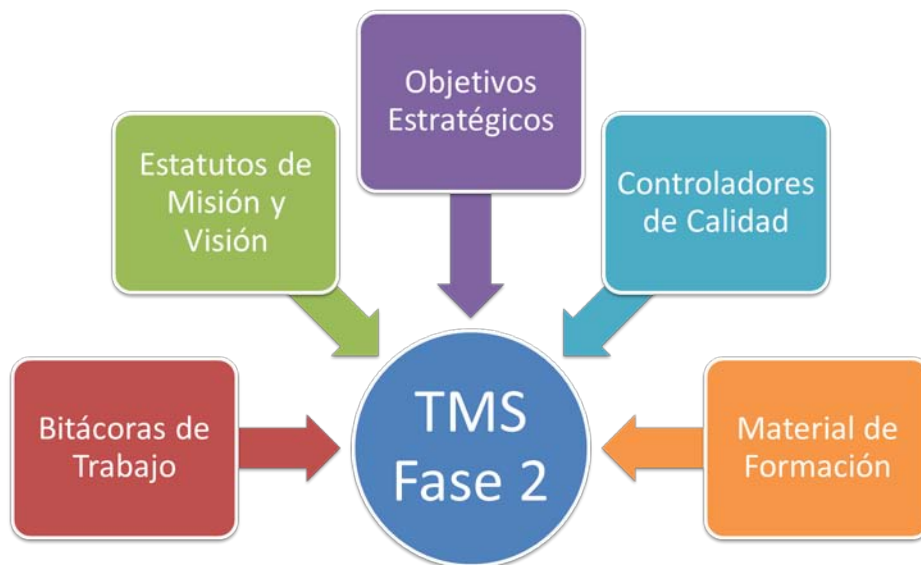 Objetivos
Estratégicos
Estatutos de
Misión y
Visión
Controladores
de Calidad
Bitácoras de
Trabajo
TMS
Fase 2
Material de
Formación